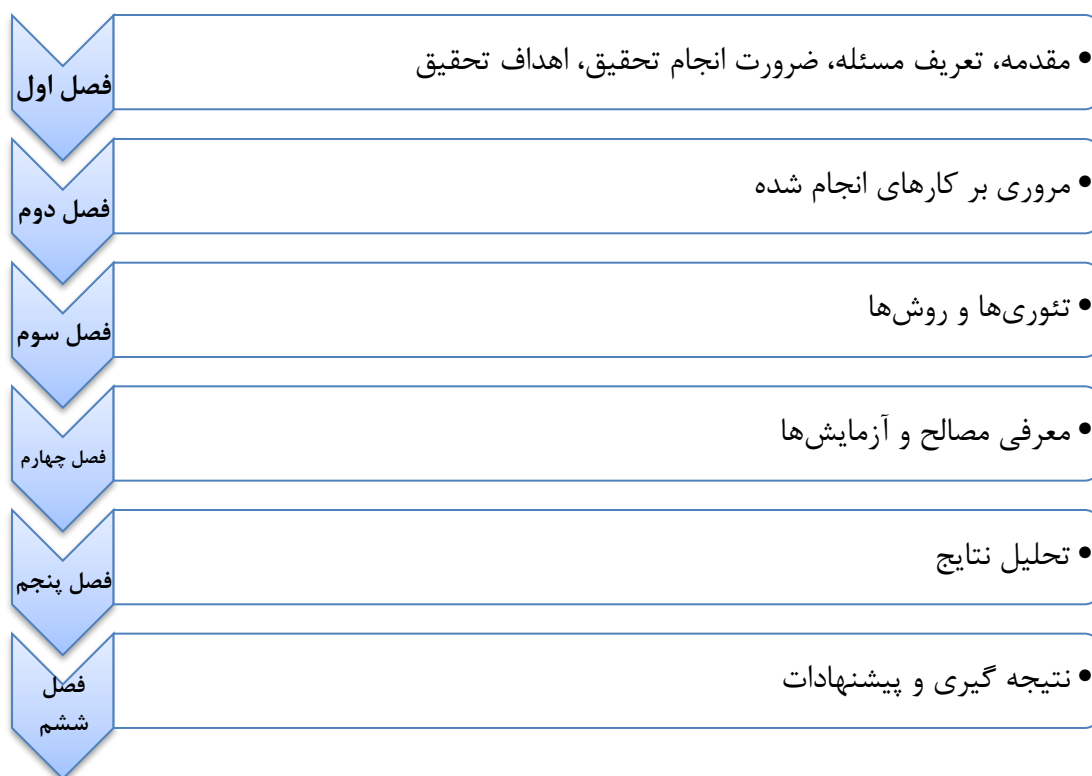 فصل اول
• مقدمه، تعریف مسئله، ضرورت انجام تحقیق، اهداف تحقیق
فصل دوم
• مروری بر کارهای انجام شده
فصل سوم
• تئوری‌ها و روش‌ها
فصل چهارم
• معرفی مصالح و آزمایش‌ها
فصل پنجم
• تحلیل نتایج
فصل
ششم
• نتیجه گیری و پیشنهادات